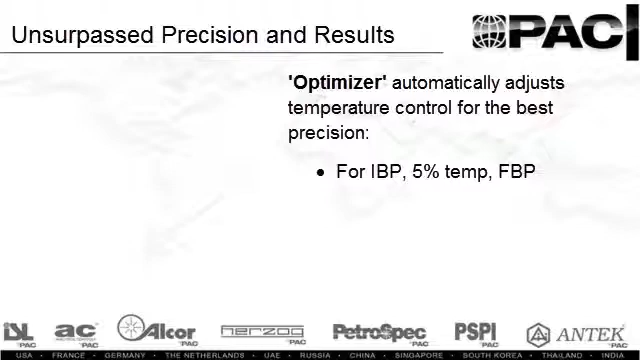 Unsurpassed Precision and Results
PAC
'Optimizer' automatically adjusts
temperature control for the best
precision:
• For IBP, 5% temp, FBP
ISL PAC
ac PAC
Alcor PAC
herzog PAC
PetroSpec PAC
PSPI PAC
Ai ANTEK PAC
USA • FRANCE • GERMANY • THE NETHERLANDS • UAE • RUSSIA • CHINA • SINGAPORE • SOUTH KOREA • THAILAND • INDIA